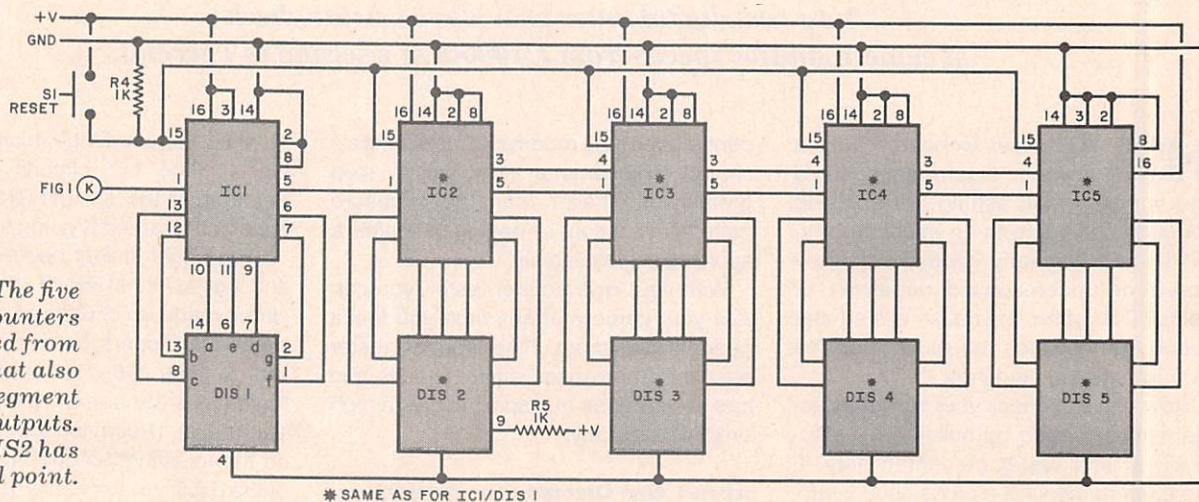 +V
GND
R4
1K
S1
RESET
16 3 14
15
2
8
IC1
1
5
FIG 1 K
13
6
12
7
10 11 9
14 6 7
a e d
13 b
g 2
8 c
f 1
DIS 1
4
16 14 2 8
15
4
3
1
5
*
IC2
*
DIS 2
9
R5
1K
+V
16 14 2 8
15
4
3
1
5
*
IC3
*
DIS 3
16 14 2 8
15
4
3
1
5
*
IC4
*
DIS 4
14 3 2
8
15
16
4
1
5
*
IC5
*
DIS 5
* SAME AS FOR IC1/DIS 1
The five
ounters
ed from
hat also
egment
utputs.
IS2 has
l point.